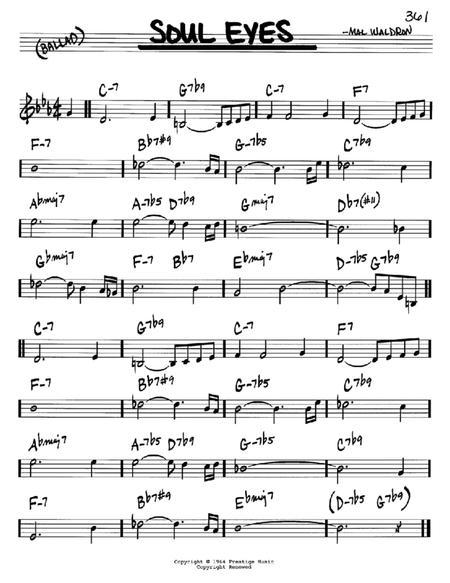 361
(BALLAD) SOUL EYES -MAL WALDRON
C-7 G7b9 C-7 F7
F-7 Bb7#9 G-7b5 C7b9
Abmaj7 A-7b5 D7b9 Gmaj7 Db7(#11)
Gbmaj7 F-7 Bb7 Ebmaj7 D-7b5 G7b9
C-7 G7b9 C-7 F7
F-7 Bb7#9 G-7b5 C7b9
Abmaj7 A-7b5 D7b9 G-7b5 C7b9
F-7 Bb7#9 Ebmaj7 (D-7b5 G7b9)
Copyright © 1964 Prestige Music
Copyright Renewed